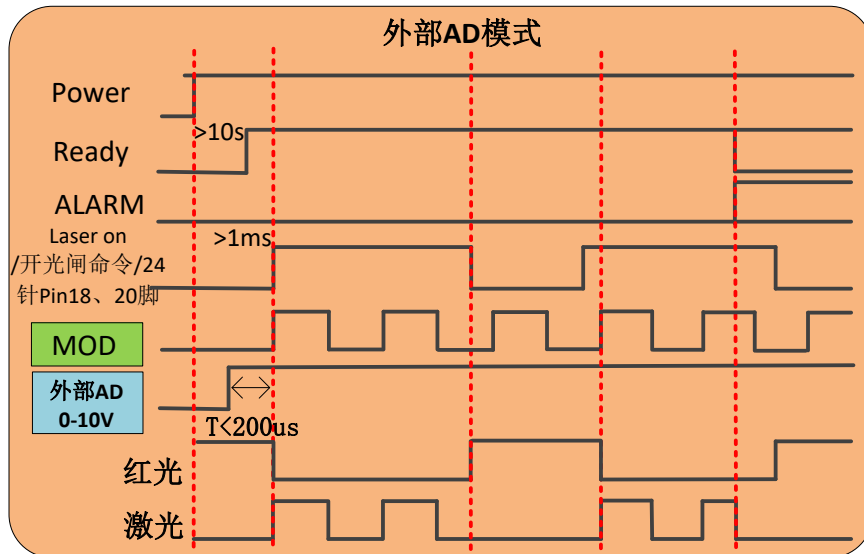 外部AD模式
Power
>10s
Ready
ALARM
Laser on
>1ms
/开光闸命令/24
针Pin18、20脚
MOD
外部AD
0-10V
T<200us
红光
激光